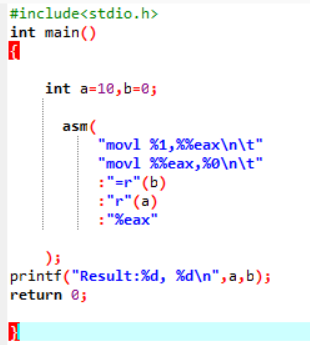 #include<stdio.h>
int main()
{
int a=10,b=0;
asm(
"movl %1,%%eax\n\t"
"movl %%eax,%0\n\t"
:"=r"(b)
:"r"(a)
:"%eax"
);
printf("Result:%d, %d\n",a,b);
return 0;
}